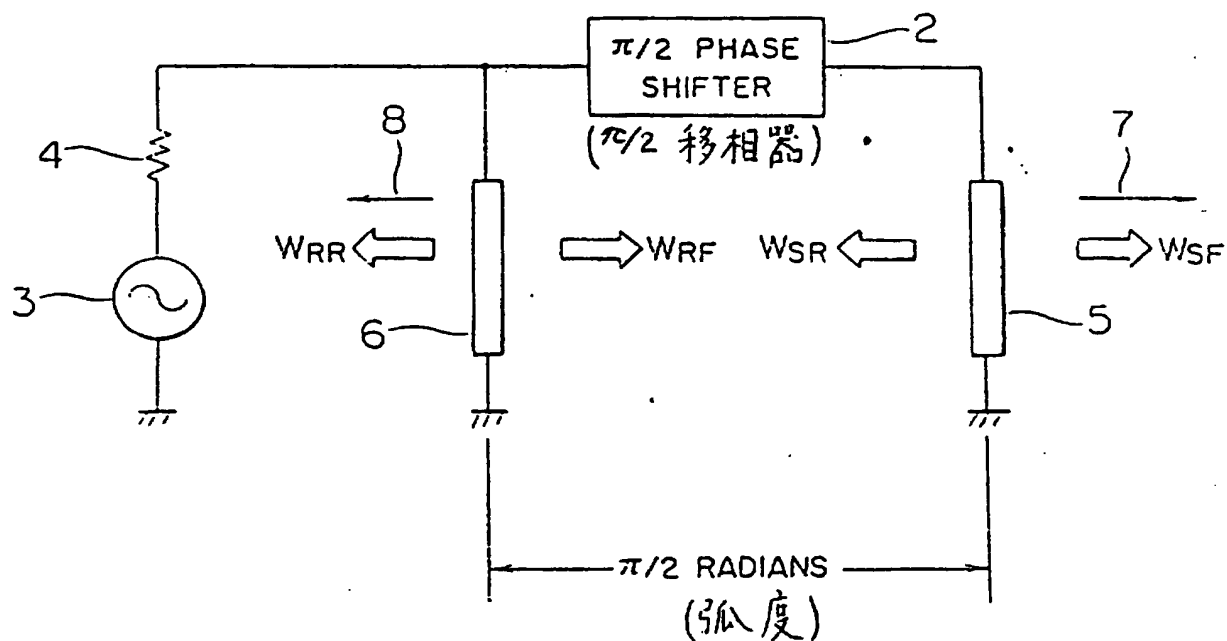 π/2 PHASE
SHIFTER
(π/2 移相器)
2
4
8
7
WRR
WRF
WSR
WSF
3
6
5
π/2 RADIANS
(弧度)